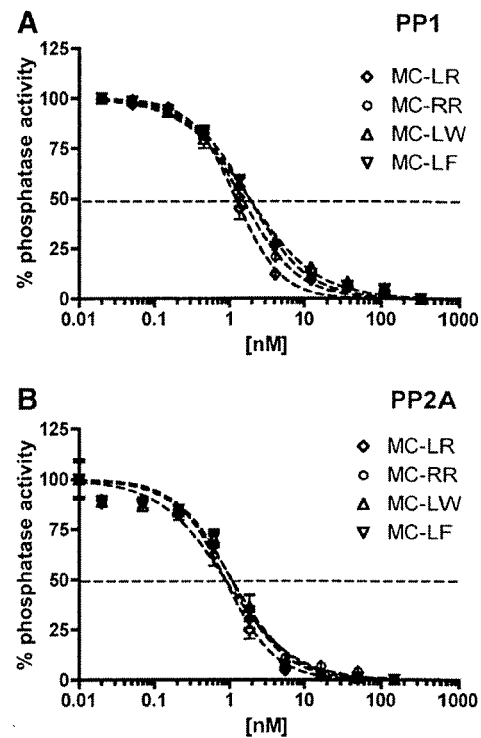 A
PP1
125
100
75
50
25
0
% phosphatase activity
MC-LR
MC-RR
MC-LW
MC-LF
0.01 0.1 1 10 100 1000
[nM]
B
PP2A
125
100
75
50
25
0
% phosphatase activity
MC-LR
MC-RR
MC-LW
MC-LF
0.01 0.1 1 10 100 1000
[nM]